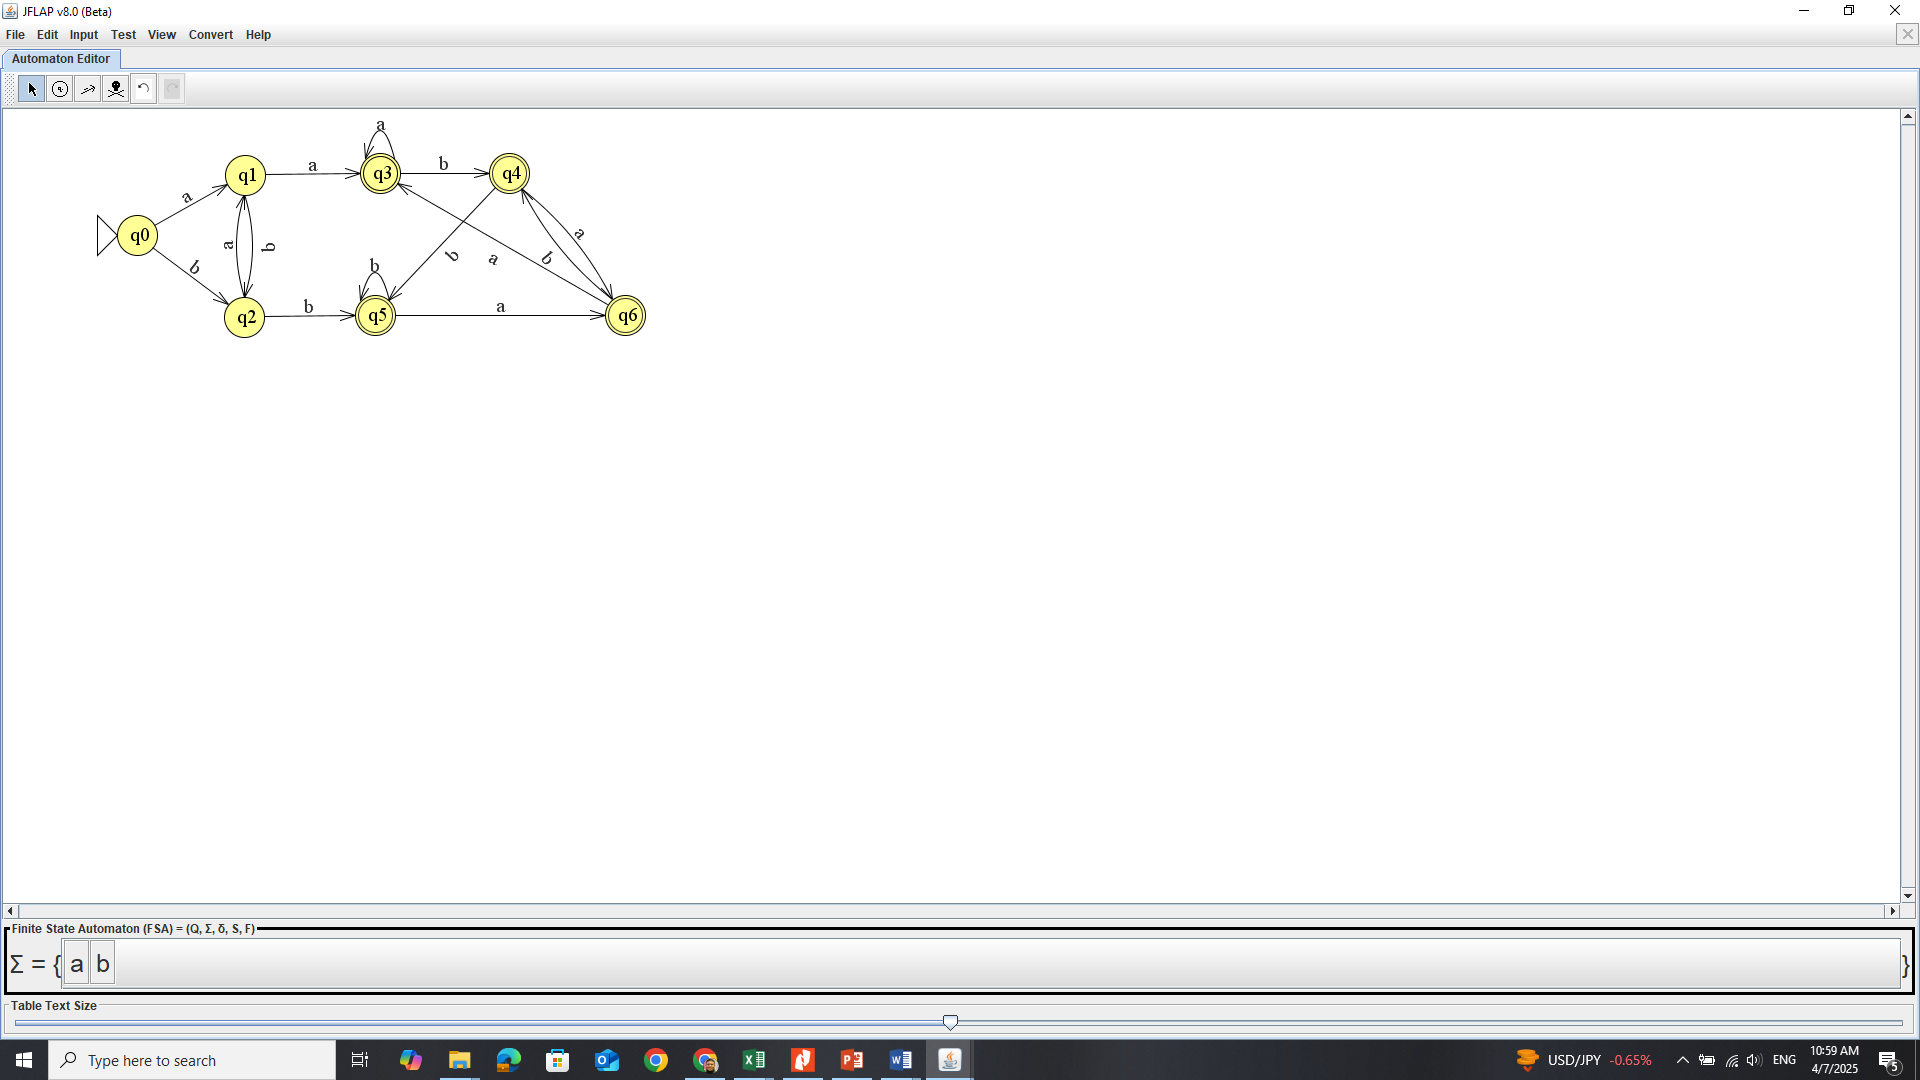 JFLAP v8.0 (Beta)
File Edit Input Test View Convert Help
Automaton Editor
a
a b
q1 q3 q4
a
q0
a b a
b b a b
b
b a
q2 q5 q6
Finite State Automaton (FSA) = (Q, Σ, δ, S, F)
Σ = { a b }
Table Text Size
Type here to search
USD/JPY -0.65%
ENG
10:59 AM
4/7/2025
5